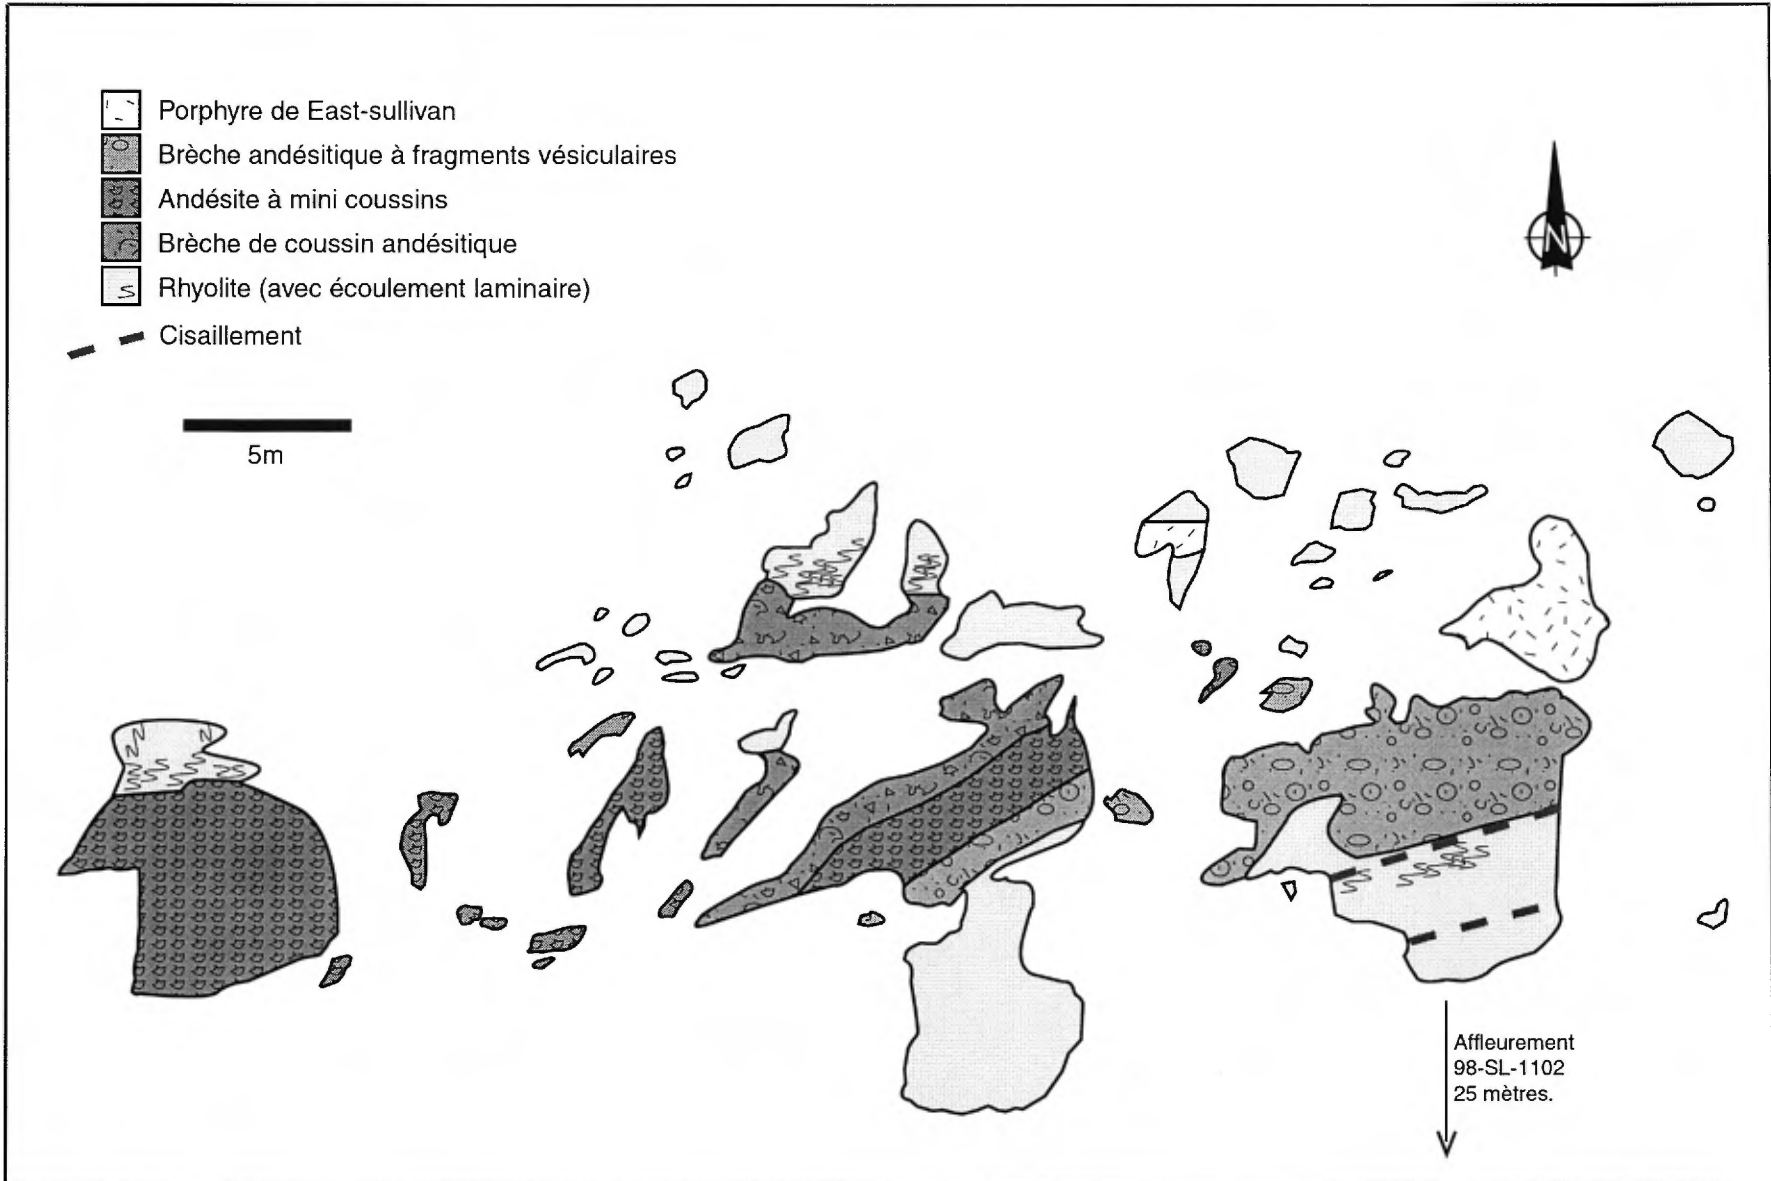 Porphyre de East-sullivan
Brèche andésitique à fragments vésiculaires
Andésite à mini coussins
Brèche de coussin andésitique
Rhyolite (avec écoulement laminaire)
Cisaillement
5m
N
Affleurement
98-SL-1102
25 mètres.